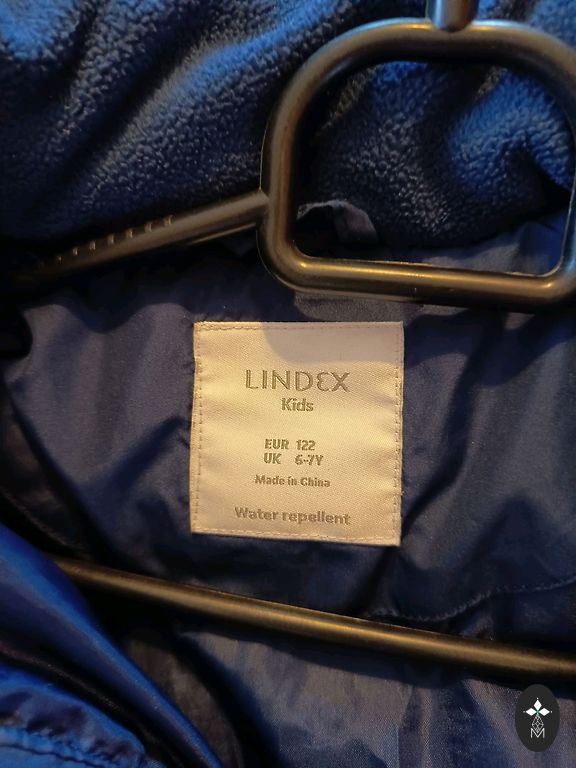 LINDEX
Kids
EUR 122
UK 6-7Y
Made in China
Water repellent